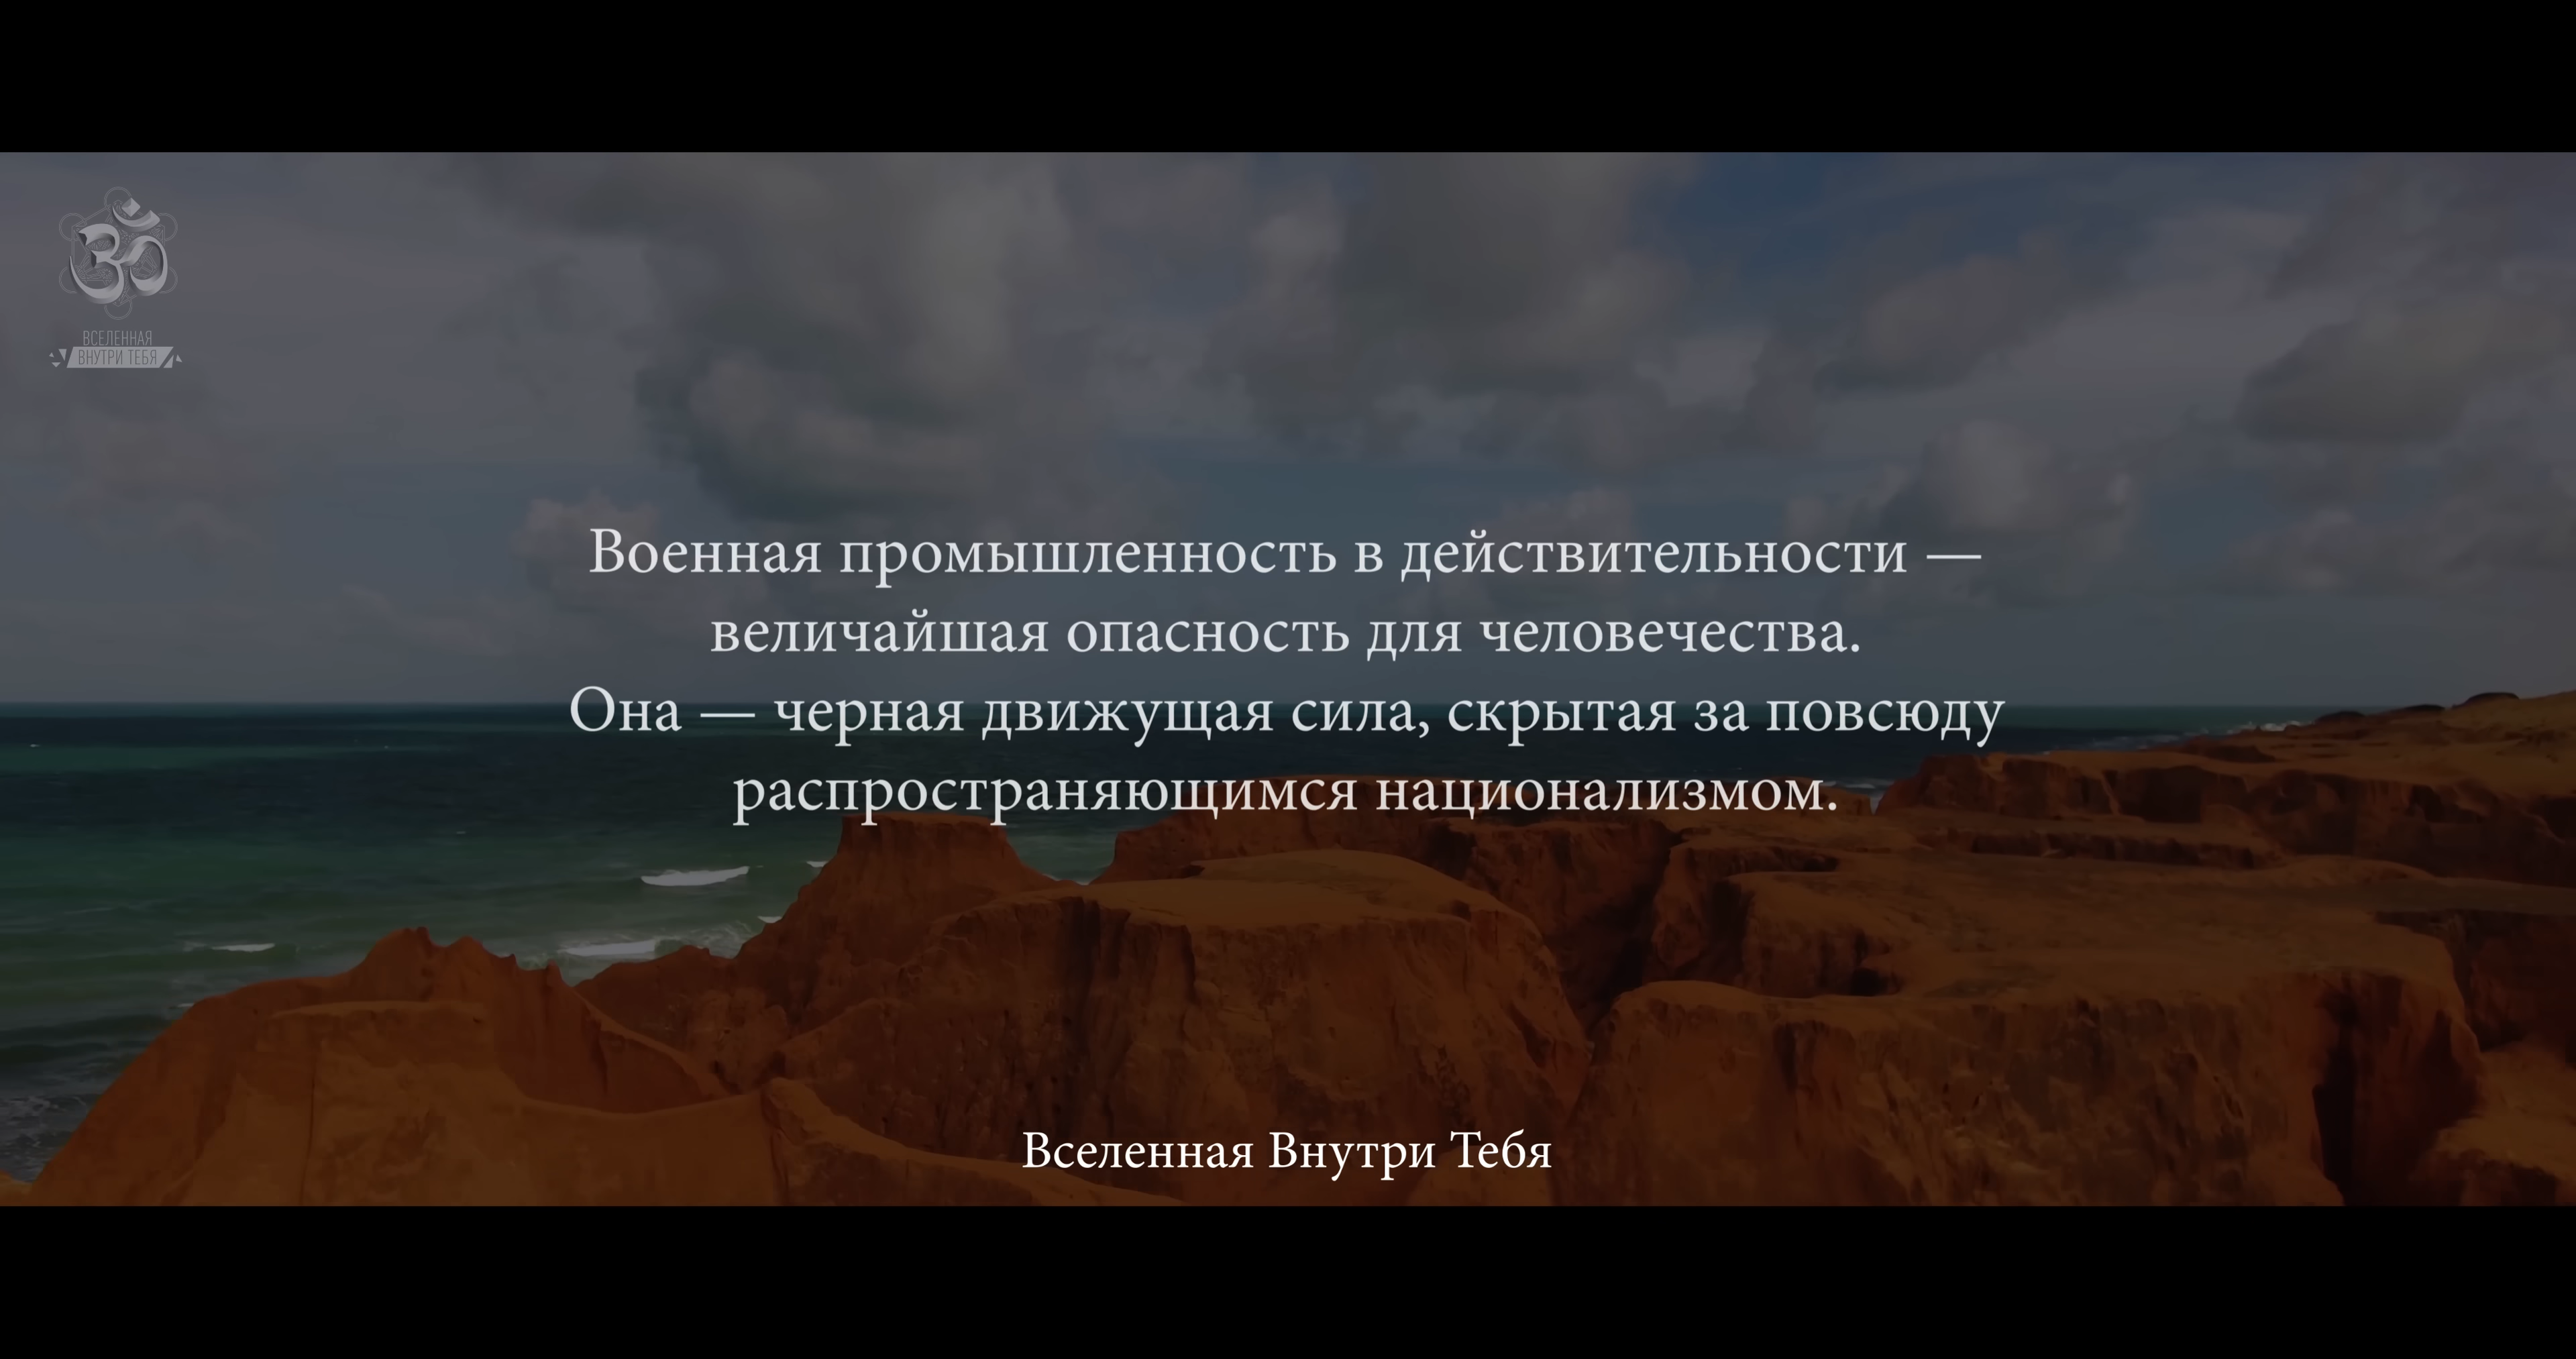 ВСЕЛЕННАЯ
ВНУТРИ ТЕБЯ
Военная промышленность в действительности —
величайшая опасность для человечества.
Она — черная движущая сила, скрытая за повсюду
распространяющимся национализмом.
Вселенная Внутри Тебя